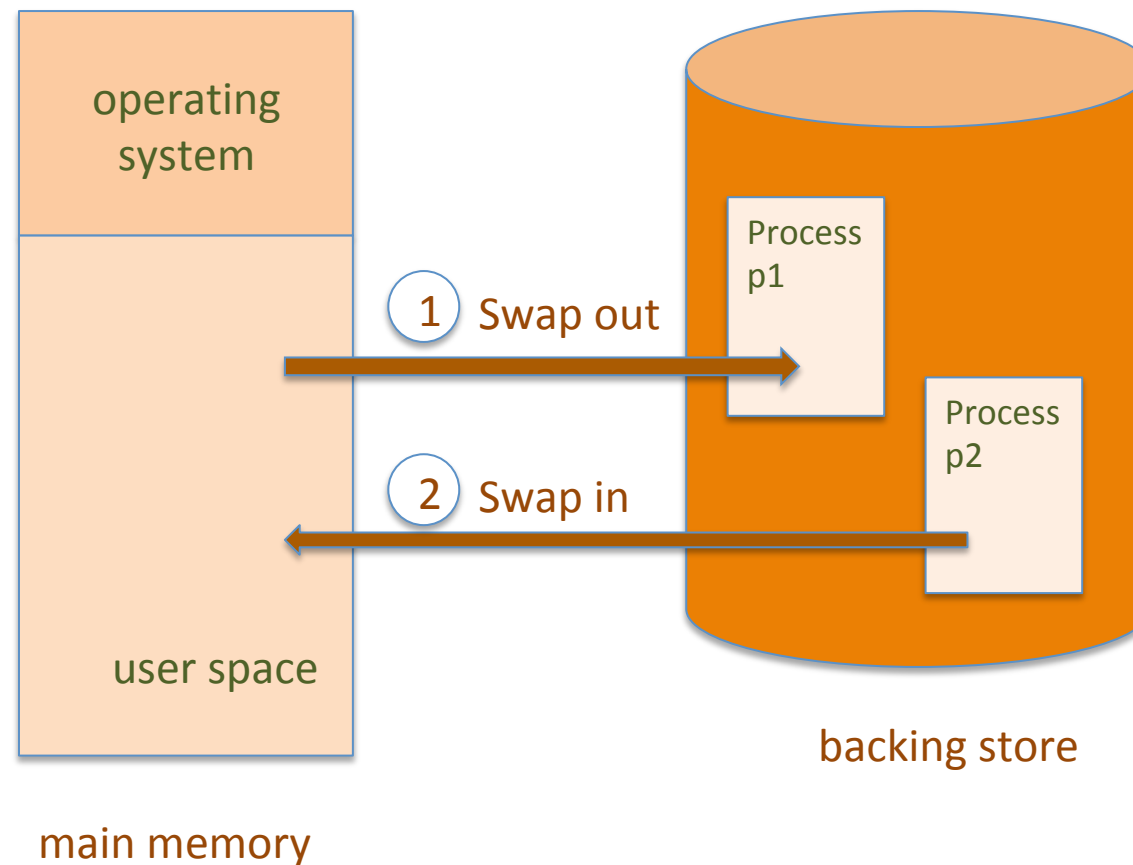 operating
system
Process
p1
1 Swap out
Process
p2
2 Swap in
user space
backing store
main memory